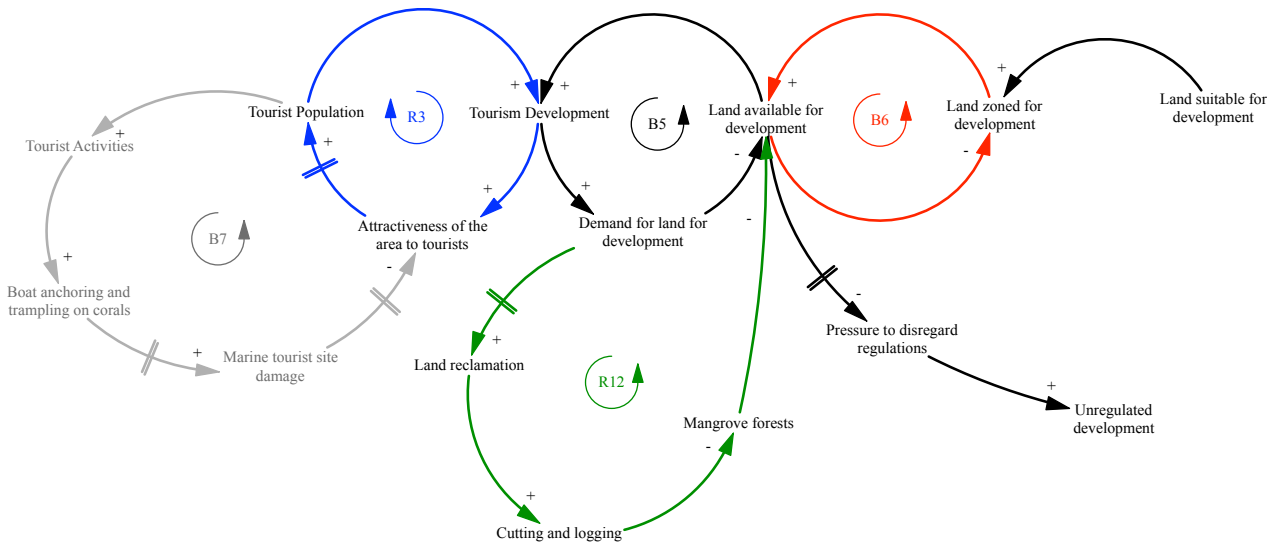 Tourist Population
R3
Tourism Development
B5
Land available for
development
B6
Land zoned for
development
Land suitable for
development
Tourist Activities
B7
Attractiveness of the
area to tourists
Demand for land for
development
Boat anchoring and
trampling on corals
Marine tourist site
damage
Land reclamation
R12
Pressure to disregard
regulations
Mangrove forests
Unregulated
development
Cutting and logging
+
+
+
+
+
+
+
+
+
+
+
+
+
+
-
-
-
-
-
-